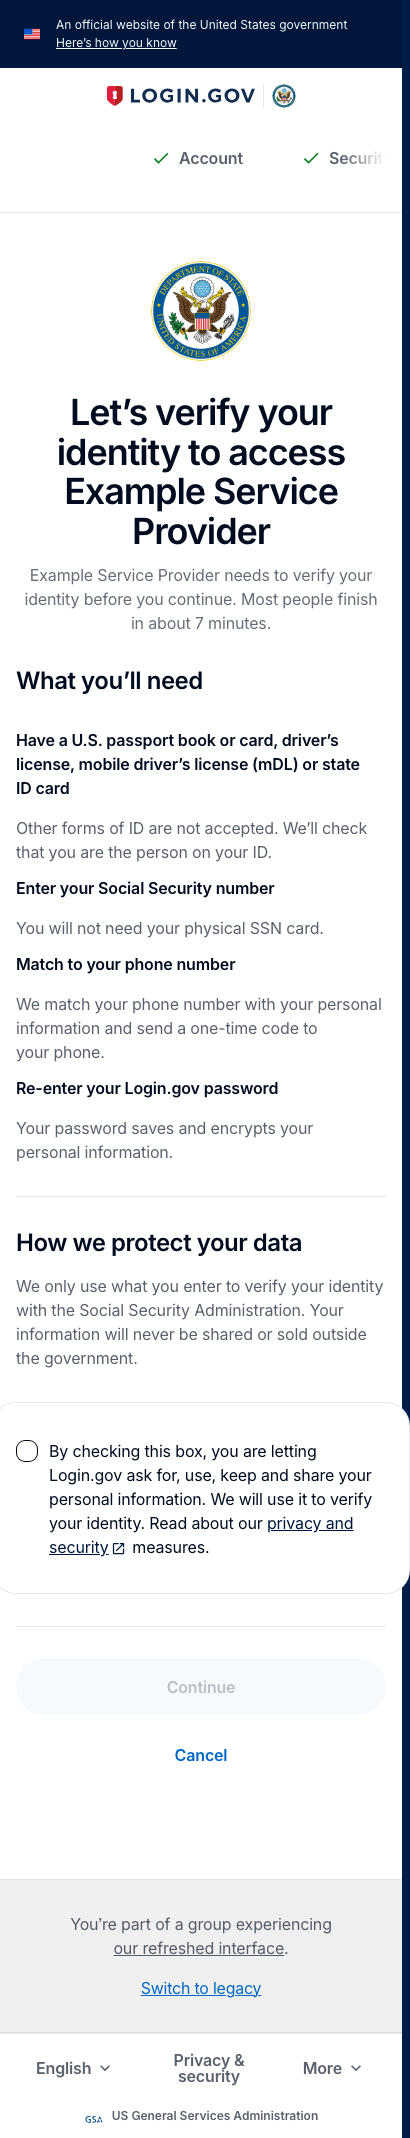 An official website of the United States government
Here’s how you know
LOGIN.GOV
Account
Securit
DEPARTMENT OF STATE
UNITED STATES OF AMERICA
Let’s verify your
identity to access
Example Service
Provider
Example Service Provider needs to verify your
identity before you continue. Most people finish
in about 7 minutes.
What you’ll need
Have a U.S. passport book or card, driver’s
license, mobile driver’s license (mDL) or state
ID card
Other forms of ID are not accepted. We’ll check
that you are the person on your ID.
Enter your Social Security number
You will not need your physical SSN card.
Match to your phone number
We match your phone number with your personal
information and send a one-time code to
your phone.
Re-enter your Login.gov password
Your password saves and encrypts your
personal information.
How we protect your data
We only use what you enter to verify your identity
with the Social Security Administration. Your
information will never be shared or sold outside
the government.
By checking this box, you are letting
Login.gov ask for, use, keep and share your
personal information. We will use it to verify
your identity. Read about our privacy and
security measures.
Continue
Cancel
You’re part of a group experiencing
our refreshed interface.
Switch to legacy
English
Privacy &
security
More
GSA US General Services Administration